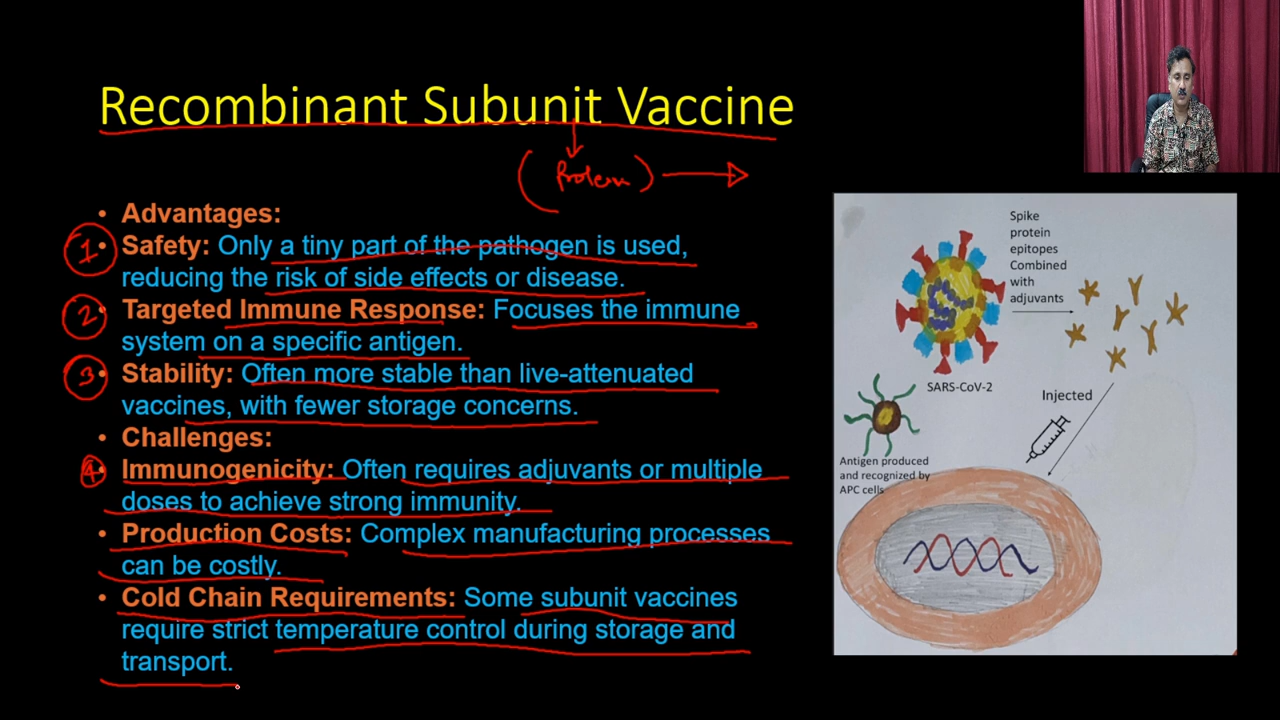 Recombinant Subunit Vaccine
(Protein)
• Advantages:
1 • Safety: Only a tiny part of the pathogen is used,
reducing the risk of side effects or disease.
2 • Targeted Immune Response: Focuses the immune
system on a specific antigen.
3 • Stability: Often more stable than live-attenuated
vaccines, with fewer storage concerns.
• Challenges:
4 • Immunogenicity: Often requires adjuvants or multiple
doses to achieve strong immunity.
• Production Costs: Complex manufacturing processes
can be costly.
• Cold Chain Requirements: Some subunit vaccines
require strict temperature control during storage and
transport.
Spike
protein
epitopes
Combined
with
adjuvants
SARS-CoV-2
Injected
Antigen produced
and recognized by
APC cells